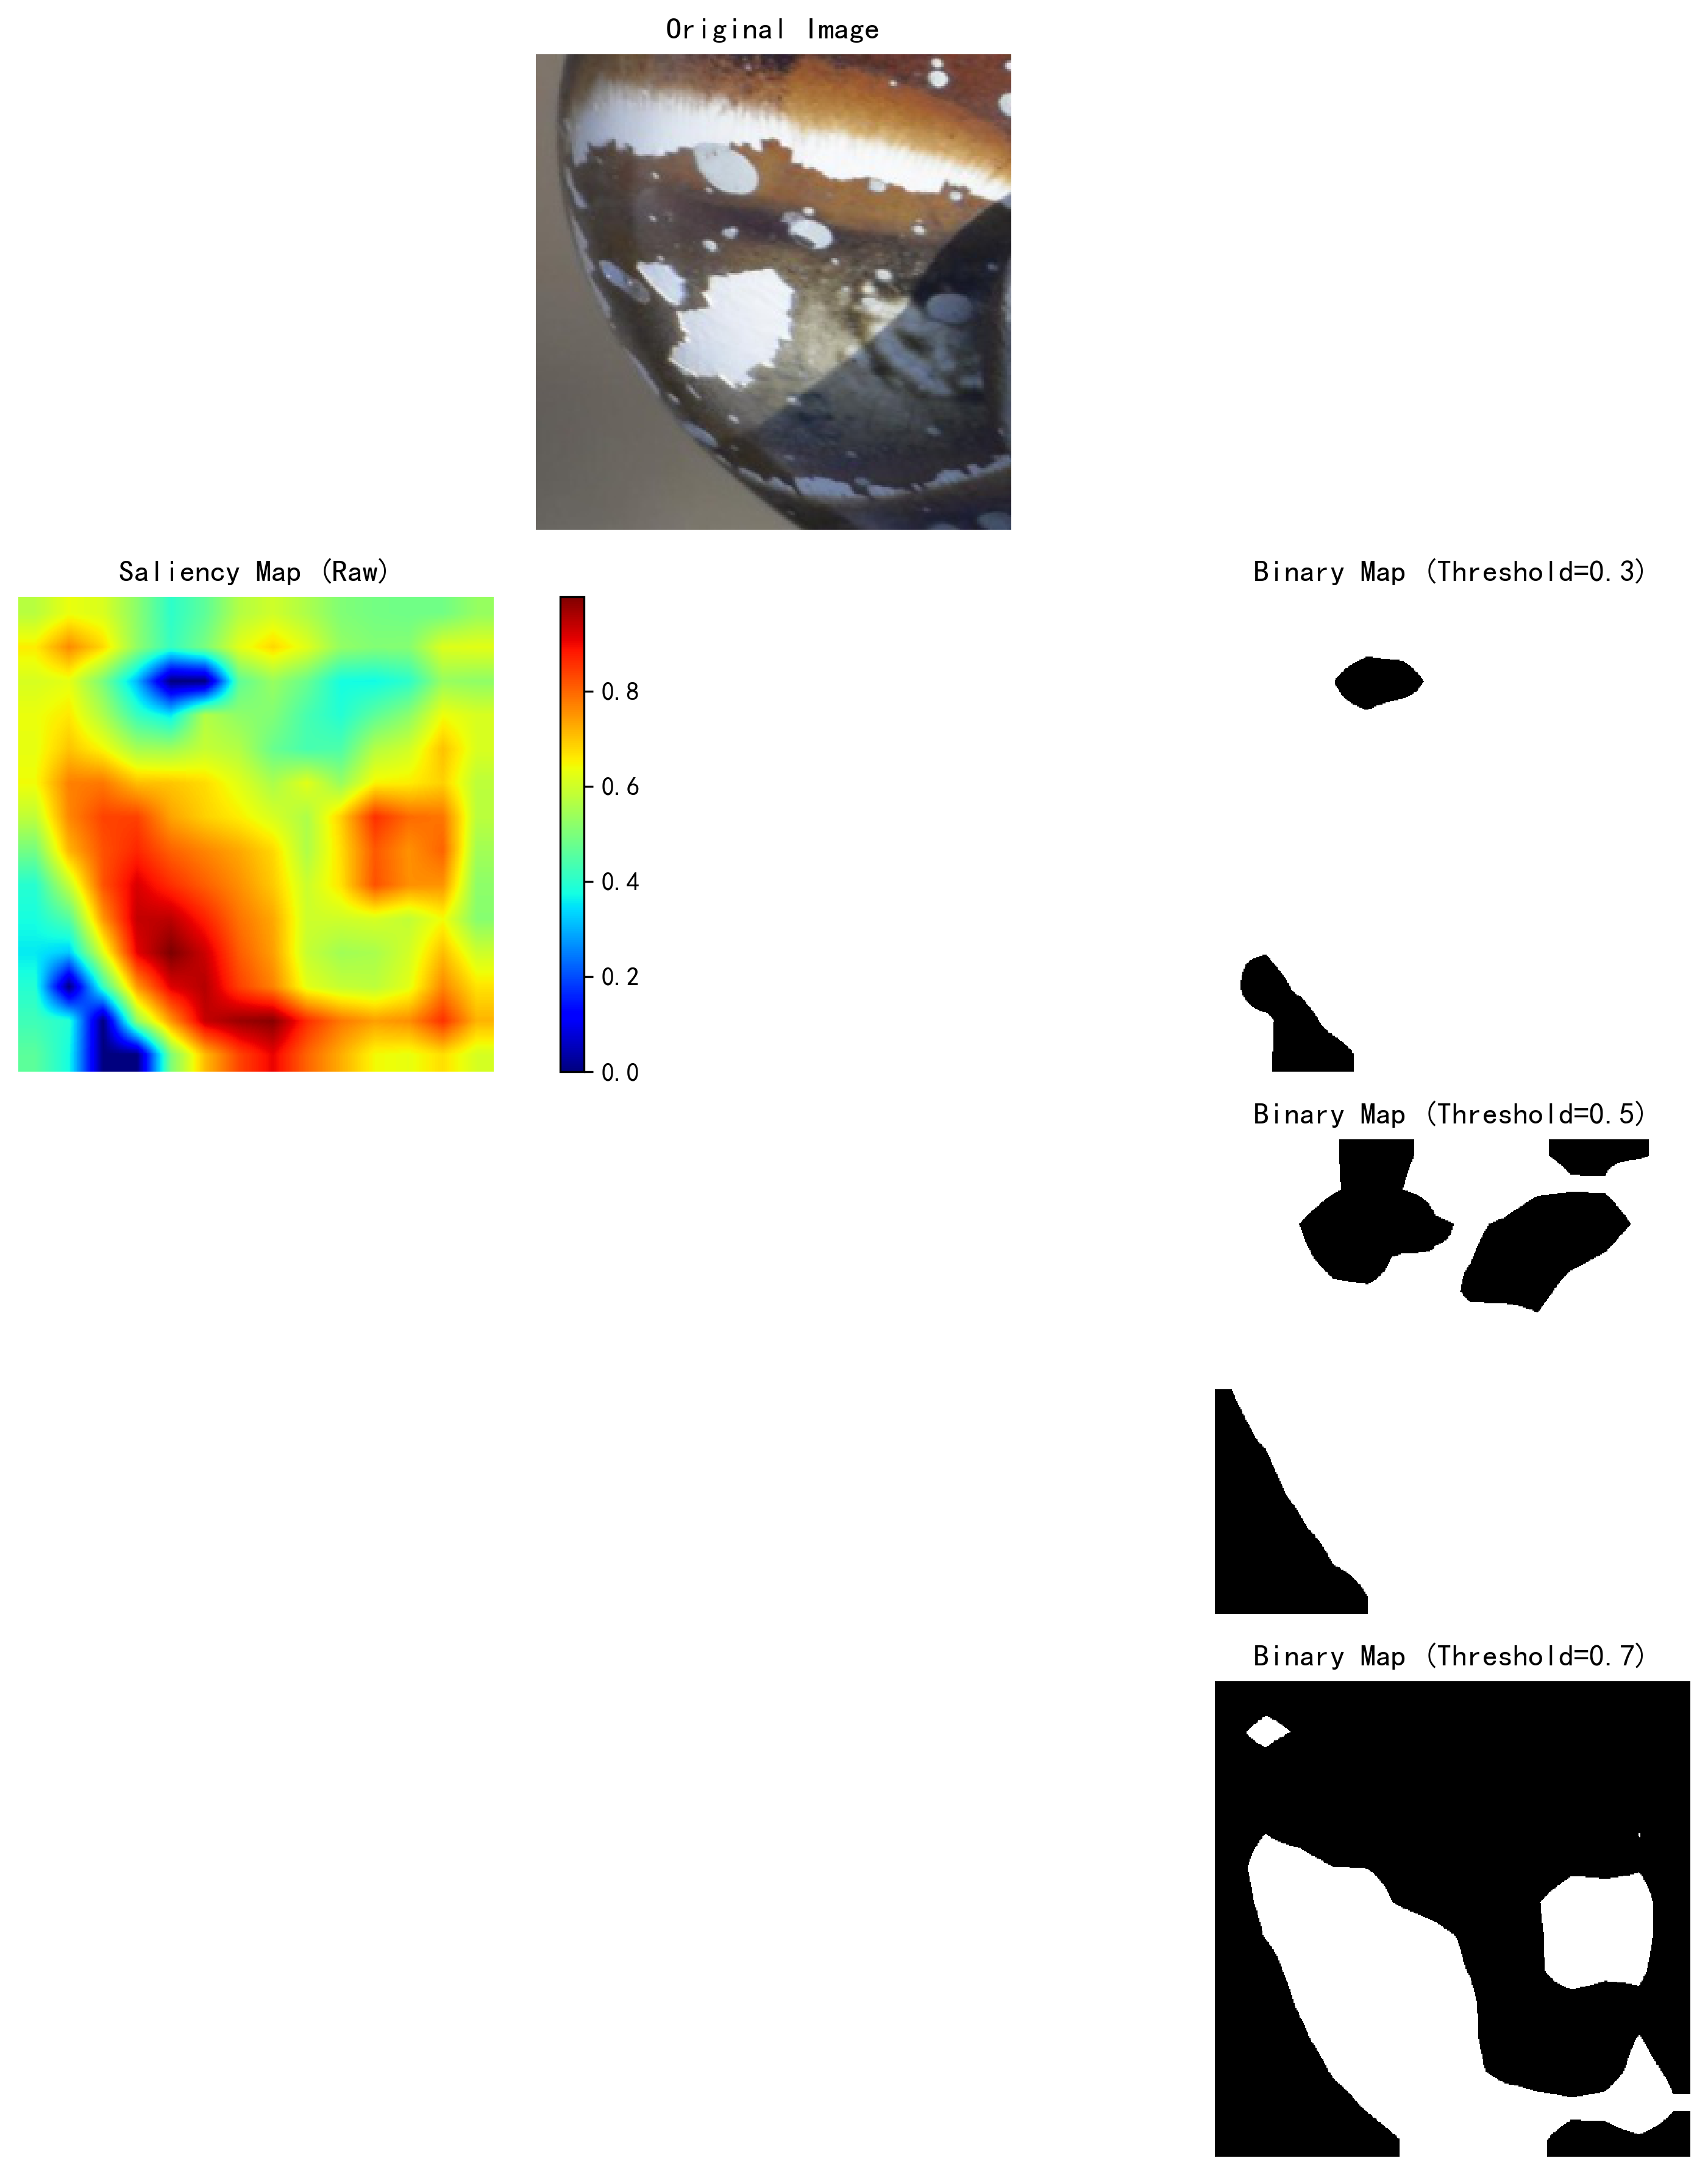 Original Image
Saliency Map (Raw)
Binary Map (Threshold=0.3)
0.8
0.6
0.4
0.2
0.0
Binary Map (Threshold=0.5)
Binary Map (Threshold=0.7)